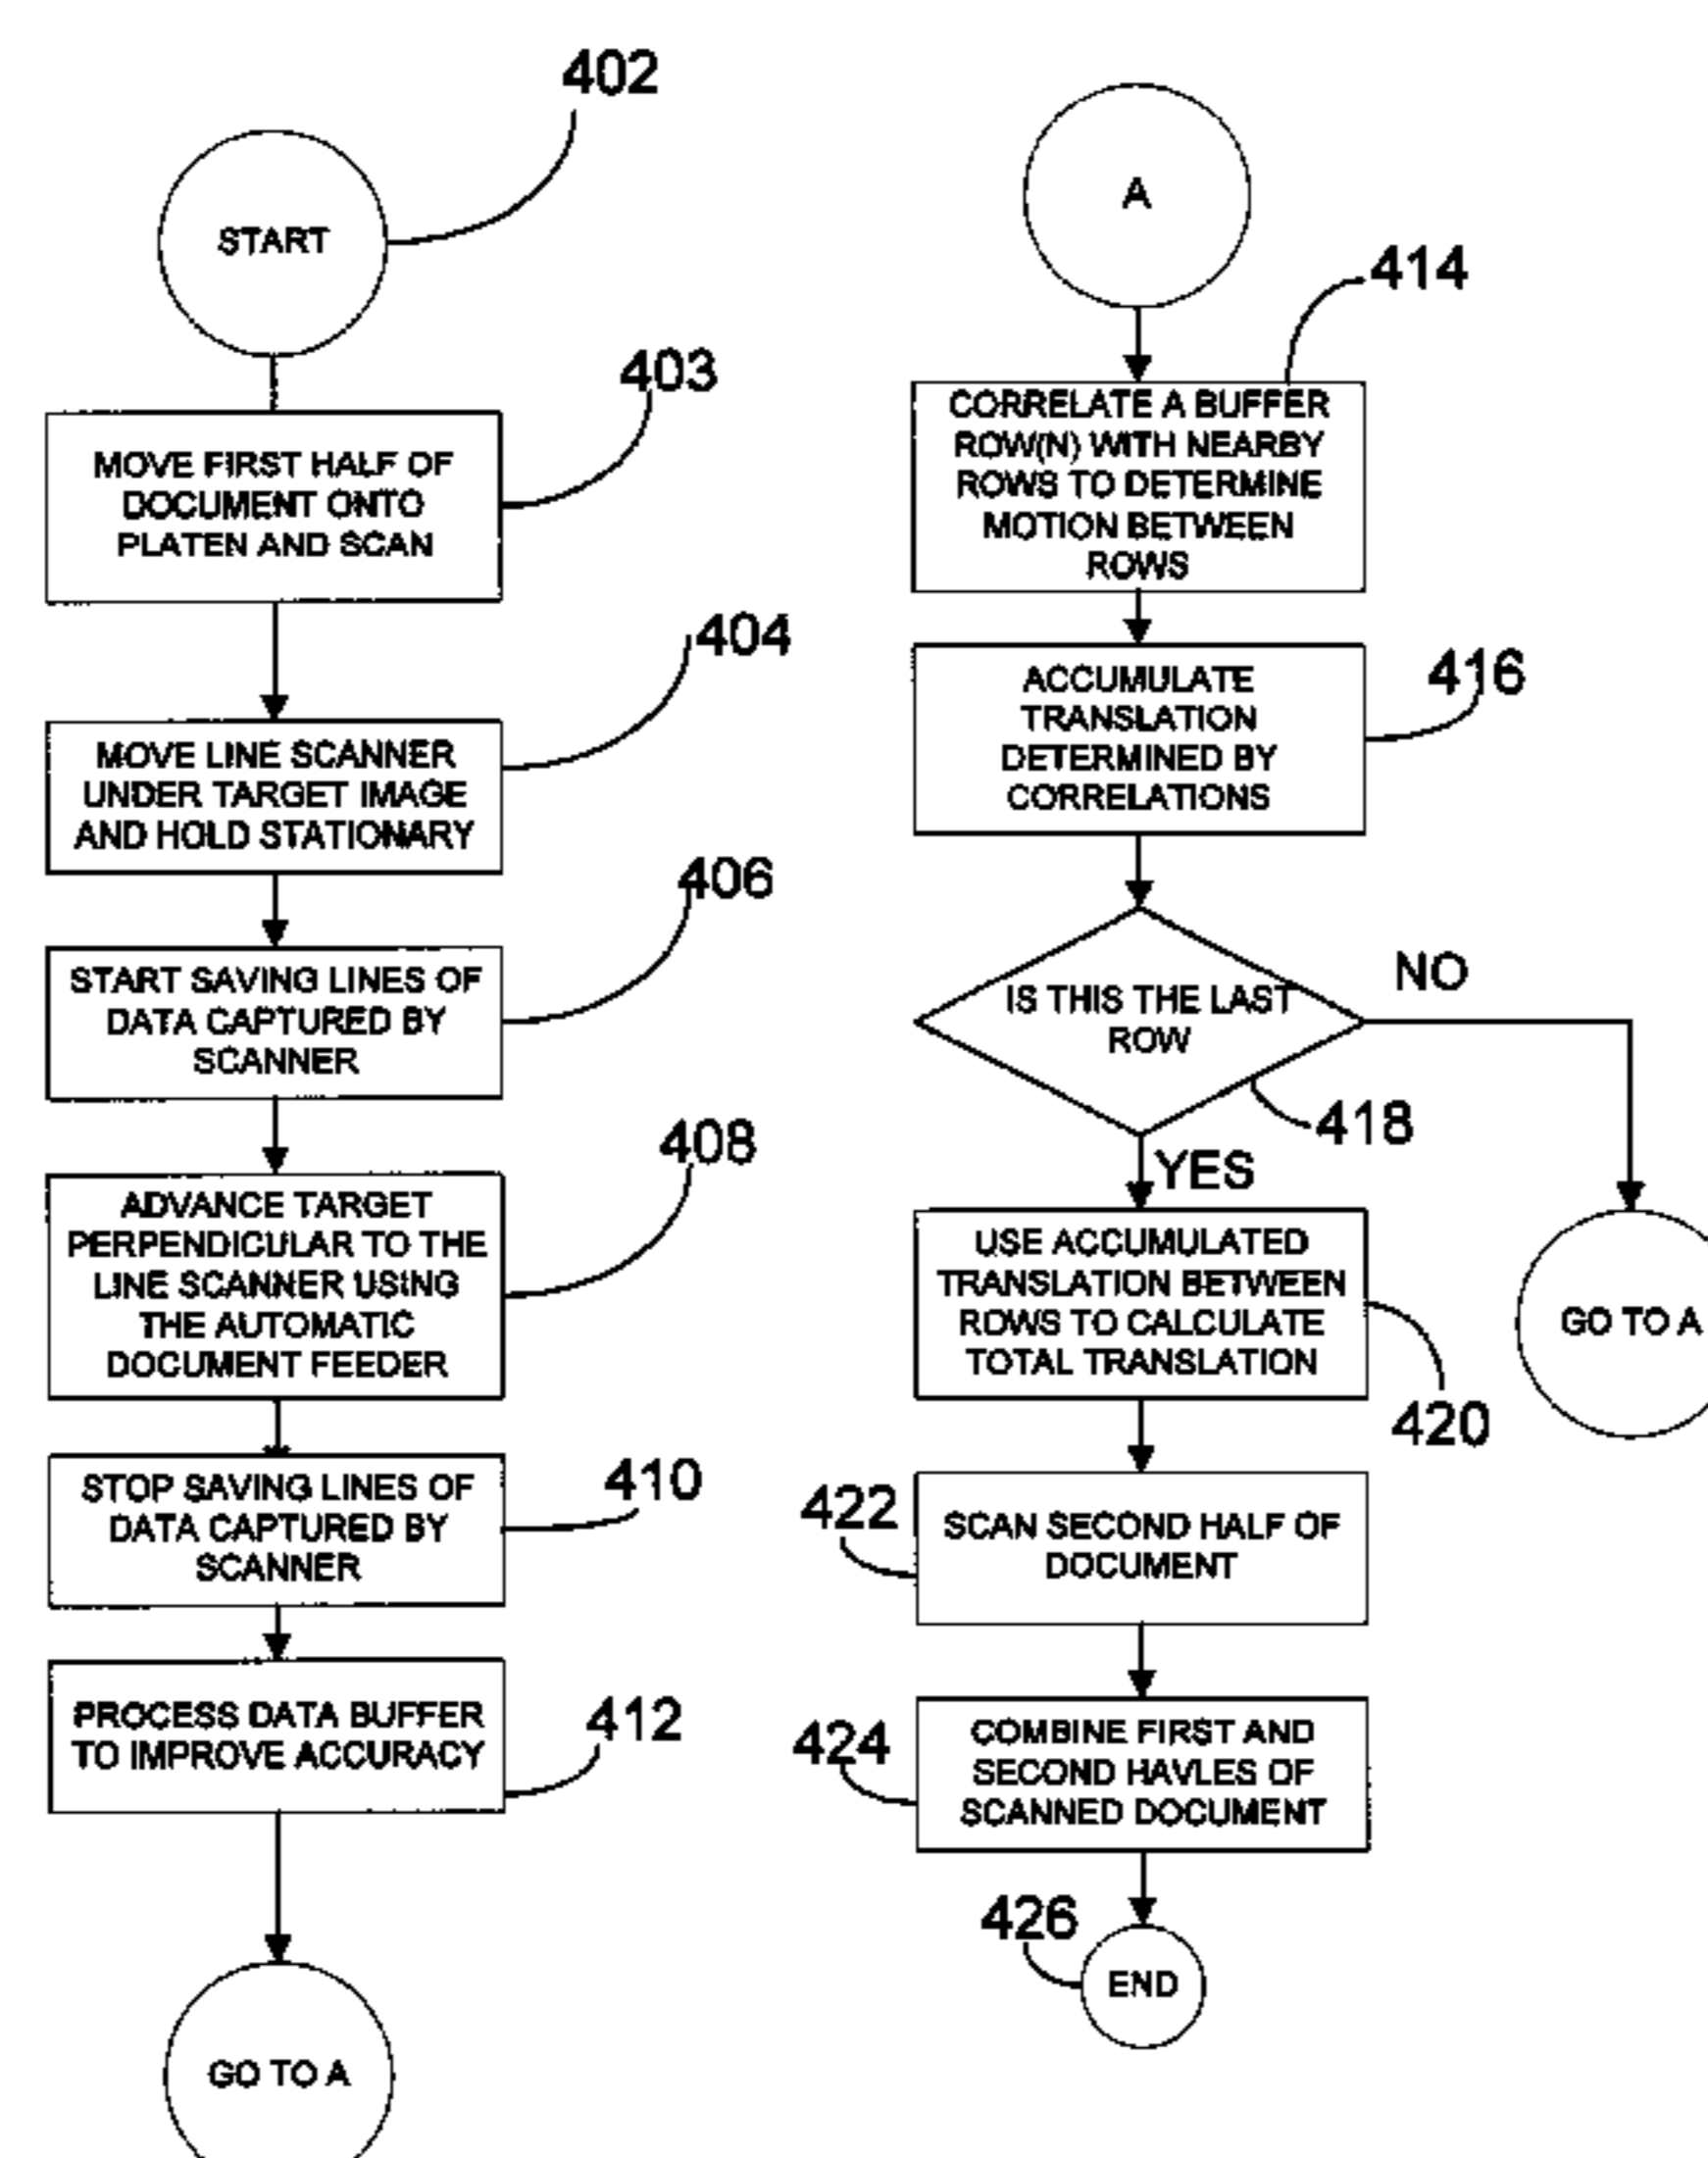 402
START
403
MOVE FIRST HALF OF
DOCUMENT ONTO
PLATEN AND SCAN
404
MOVE LINE SCANNER
UNDER TARGET IMAGE
AND HOLD STATIONARY
406
START SAVING LINES OF
DATA CAPTURED BY
SCANNER
408
ADVANCE TARGET
PERPENDICULAR TO THE
LINE SCANNER USING
THE AUTOMATIC
DOCUMENT FEEDER
410
STOP SAVING LINES OF
DATA CAPTURED BY
SCANNER
412
PROCESS DATA BUFFER
TO IMPROVE ACCURACY
GO TO A
A
414
CORRELATE A BUFFER
ROW(N) WITH NEARBY
ROWS TO DETERMINE
MOTION BETWEEN
ROWS
416
ACCUMULATE
TRANSLATION
DETERMINED BY
CORRELATIONS
IS THIS THE LAST
ROW
NO
418
YES
GO TO A
USE ACCUMULATED
TRANSLATION BETWEEN
ROWS TO CALCULATE
TOTAL TRANSLATION
420
422
SCAN SECOND HALF OF
DOCUMENT
424
COMBINE FIRST AND
SECOND HAVLES OF
SCANNED DOCUMENT
426
END